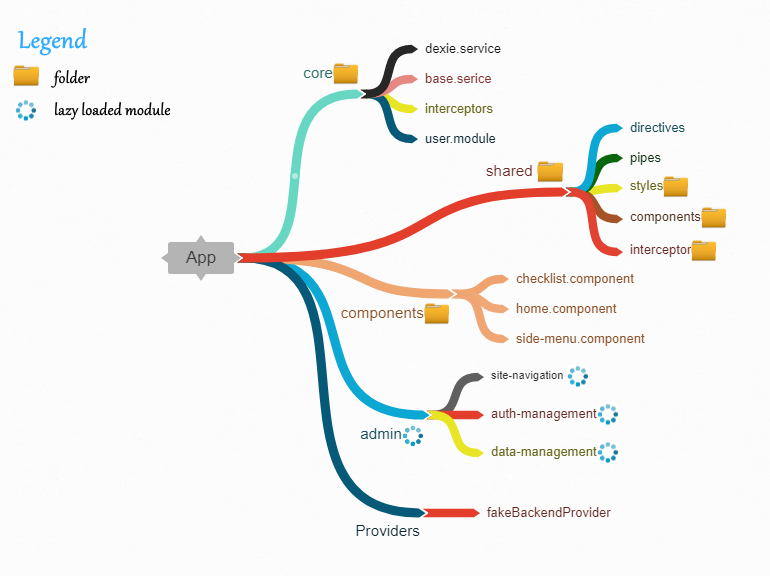 Legend
folder
lazy loaded module
App
core
dexie.service
base.serice
interceptors
user.module
shared
directives
pipes
styles
components
interceptor
components
checklist.component
home.component
side-menu.component
admin
site-navigation
auth-management
data-management
Providers
fakeBackendProvider